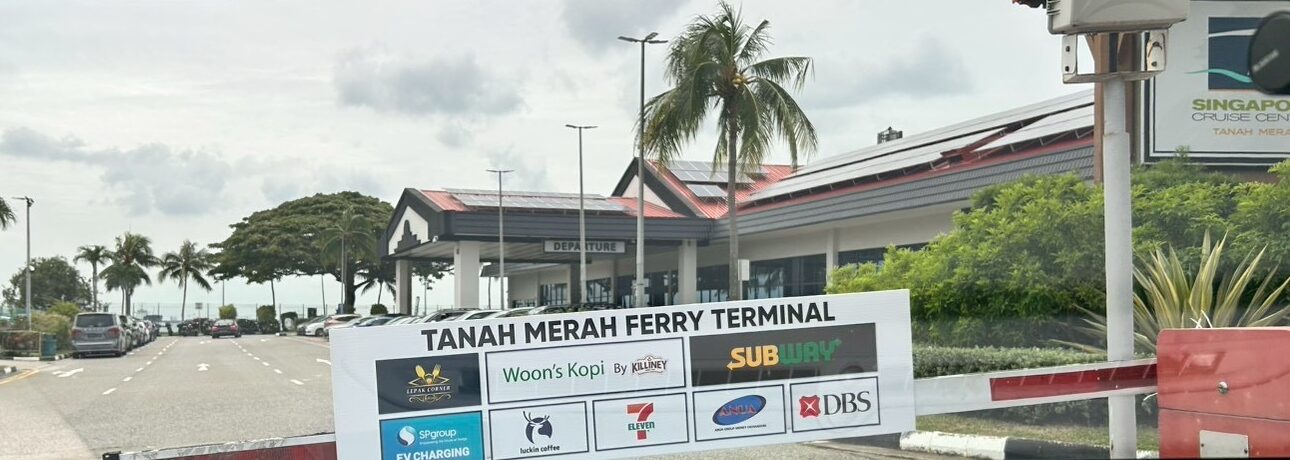 SINGAPO
CRUISE CEN
TANAH MERA
DEPARTURE
TANAH MERAH FERRY TERMINAL
LEPAK CORNER
Woon's Kopi By KILLINEY
SUBWAY
SPgroup
EV CHARGING
luckin coffee
7
ELEVEN
ARUA
DBS